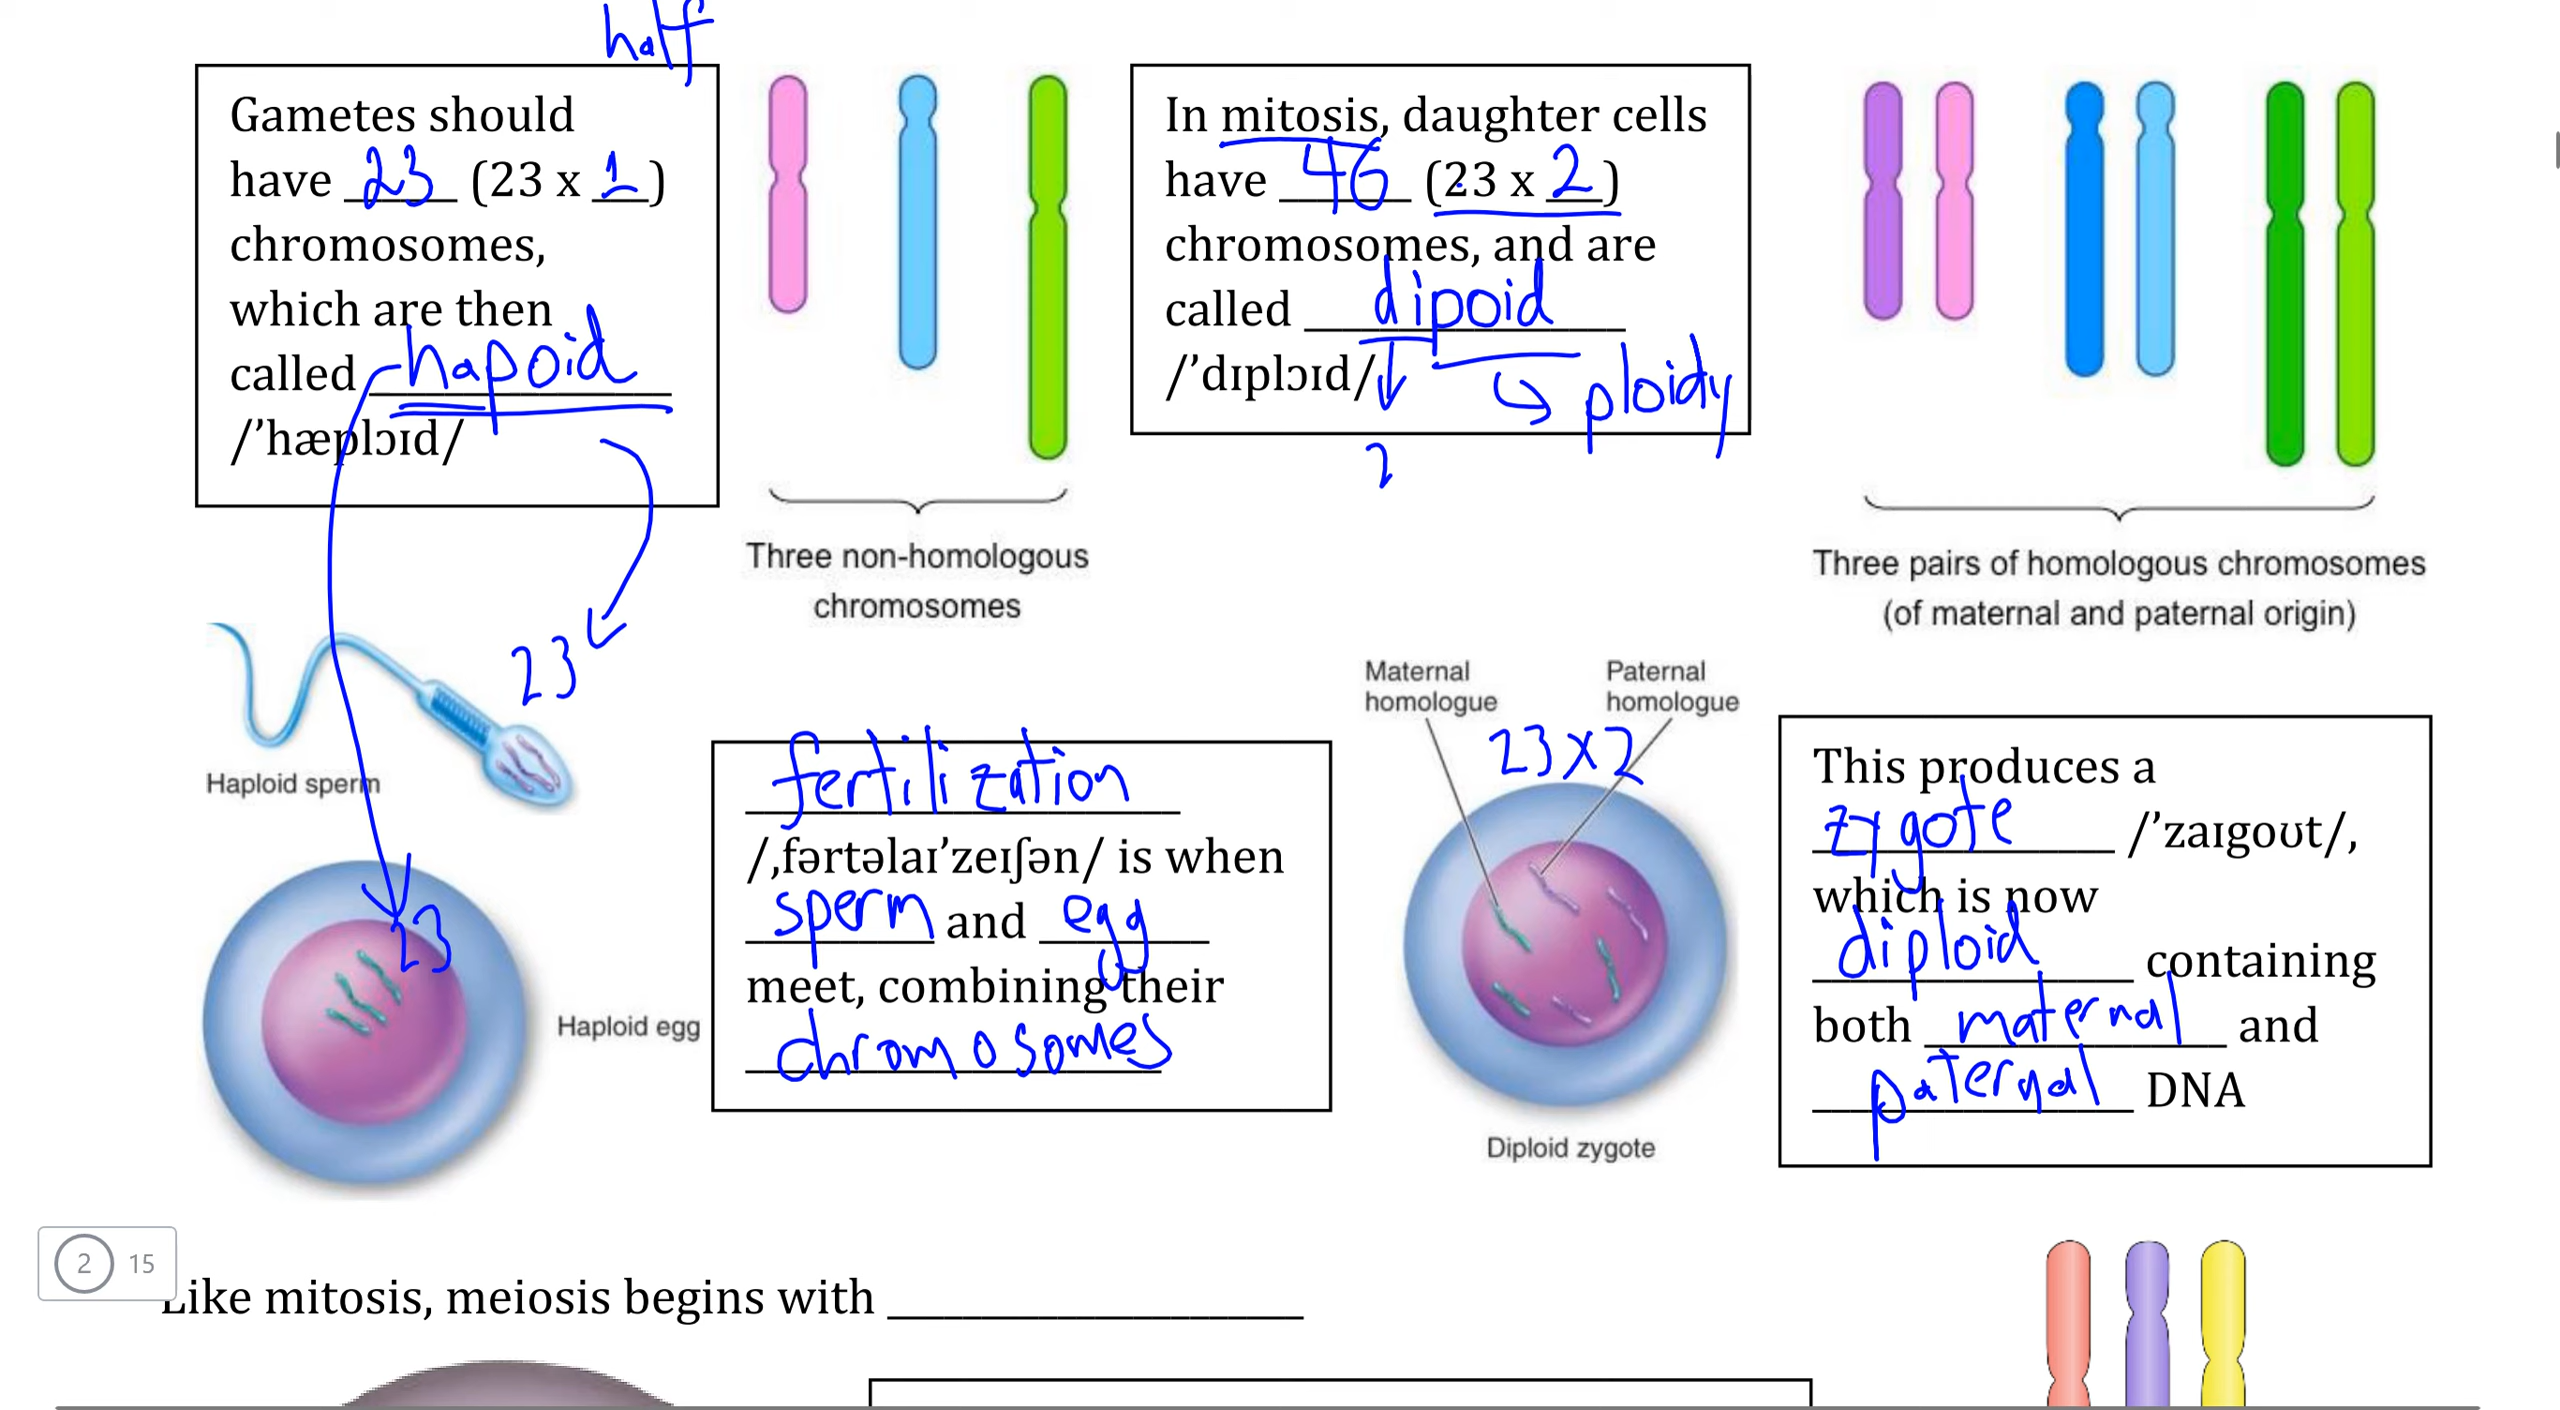 half
Gametes should
have 23 (23 x 1)
chromosomes,
which are then
called hapoid
/’hæplɔɪd/
Three non-homologous
chromosomes
In mitosis, daughter cells
have 46 (23 x 2)
chromosomes, and are
called dipoid
/’dɪplɔɪd/ ploidy
2
Three pairs of homologous chromosomes
(of maternal and paternal origin)
23
Haploid sperm
23
Haploid egg
fertilization
/,fərtəlaɪ’zeɪʃən/ is when
sperm and egg
meet, combining their
chromosomes
Maternal
homologue
Paternal
homologue
23x2
Diploid zygote
This produces a
zygote /’zaɪgoʊt/,
which is now
diploid containing
both maternal and
paternal DNA
2 15
Like mitosis, meiosis begins with ________________